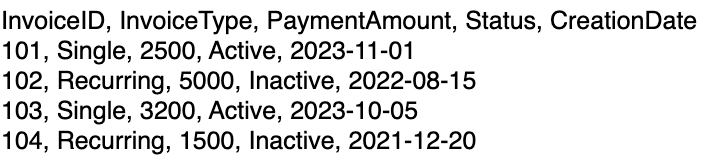 InvoiceID, InvoiceType, PaymentAmount, Status, CreationDate
101, Single, 2500, Active, 2023-11-01
102, Recurring, 5000, Inactive, 2022-08-15
103, Single, 3200, Active, 2023-10-05
104, Recurring, 1500, Inactive, 2021-12-20